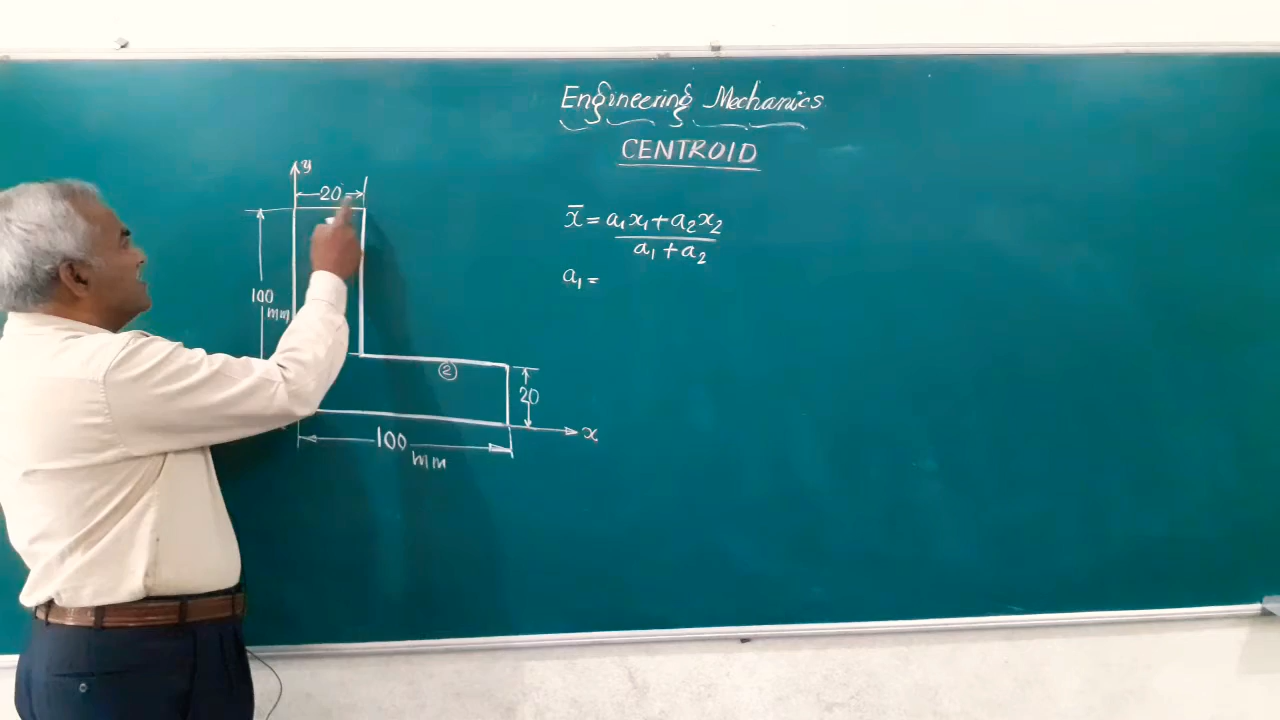 Engineering Mechanics
CENTROID
y
20
100
mm
②
20
x
100
mm
x̄ = a₁x₁ + a₂x₂
a₁ + a₂
a₁ =